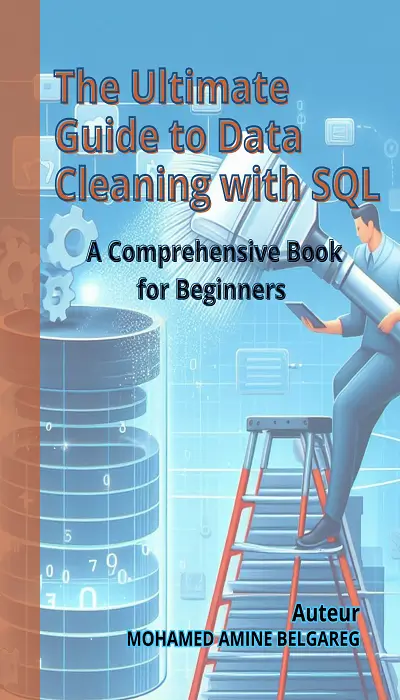 The Ultimate
Guide to Data
Cleaning with SQL
A Comprehensive Book
for Beginners
Auteur
MOHAMED AMINE BELGAREG